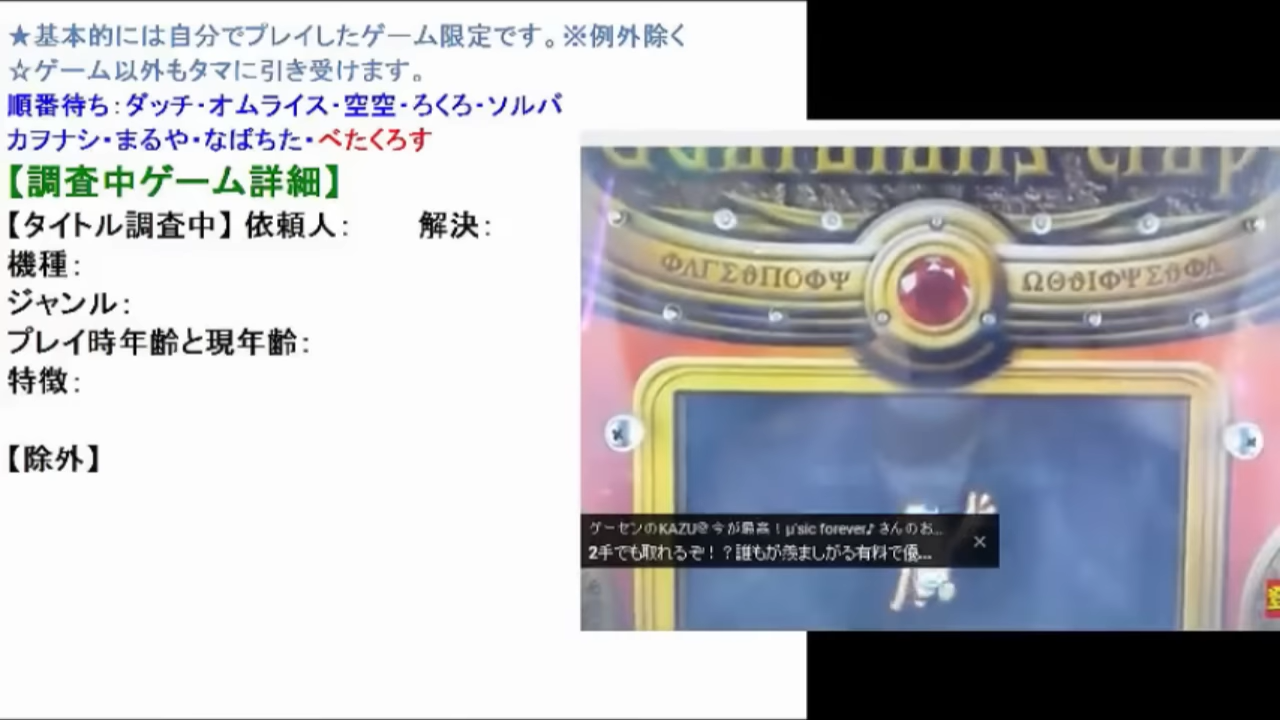 ★基本的には自分でプレイしたゲーム限定です。※例外除く
☆ゲーム以外もタマに引き受けます。
順番待ち:ダッチ・オムライス・空空・ろくろ・ソルバ
カヲナシ・まるや・なばちた・べたくろす
【調査中ゲーム詳細】
【タイトル調査中】依頼人: 解決:
機種:
ジャンル:
プレイ時年齢と現年齢:
特徴:
【除外】
ΦΛΓΣϑΠΟΦΨ
ΩΘϑΙΦΨΣϑΦΛ
ゲーセンのKAZU@今が最高!μ'sic forever♪さんのお...
2手でも取れるぞ!?誰もが羨ましがる有料で優...